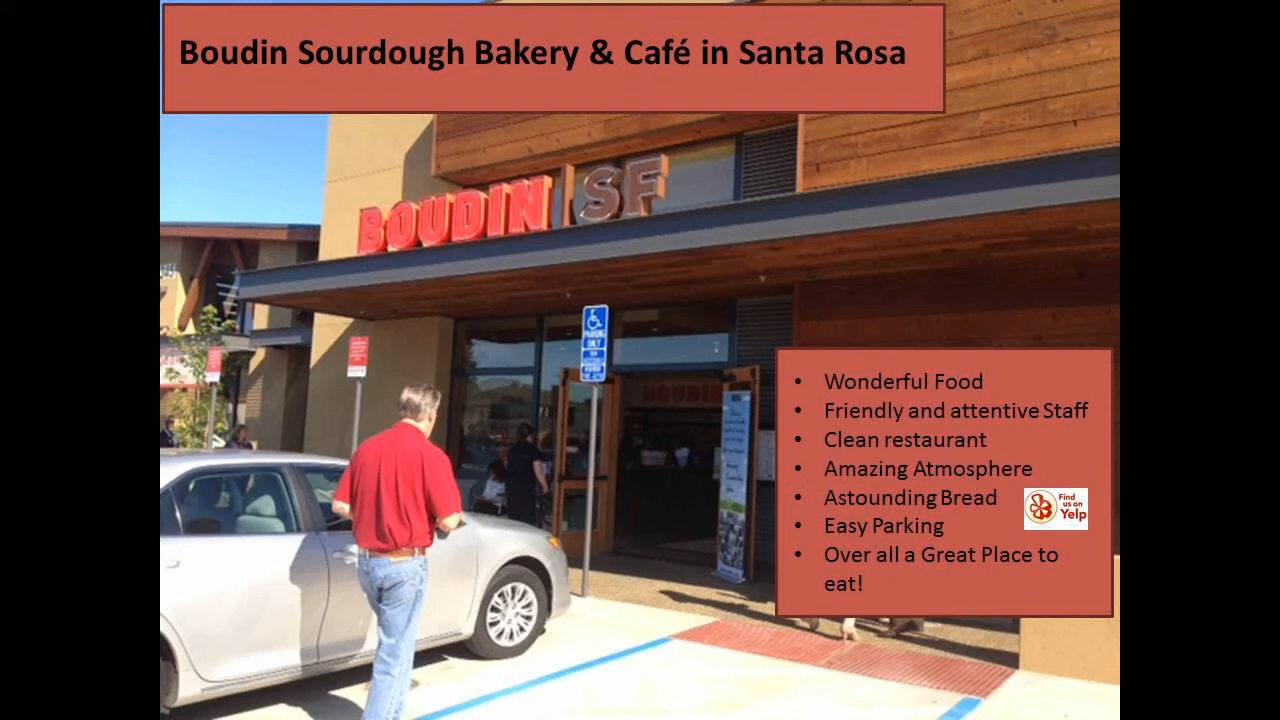 Boudin Sourdough Bakery & Café in Santa Rosa
BOUDIN SF
PARKING
ONLY
BOUDIN
• Wonderful Food
• Friendly and attentive Staff
• Clean restaurant
• Amazing Atmosphere
• Astounding Bread
• Easy Parking
• Over all a Great Place to
eat!
Find
us on
Yelp